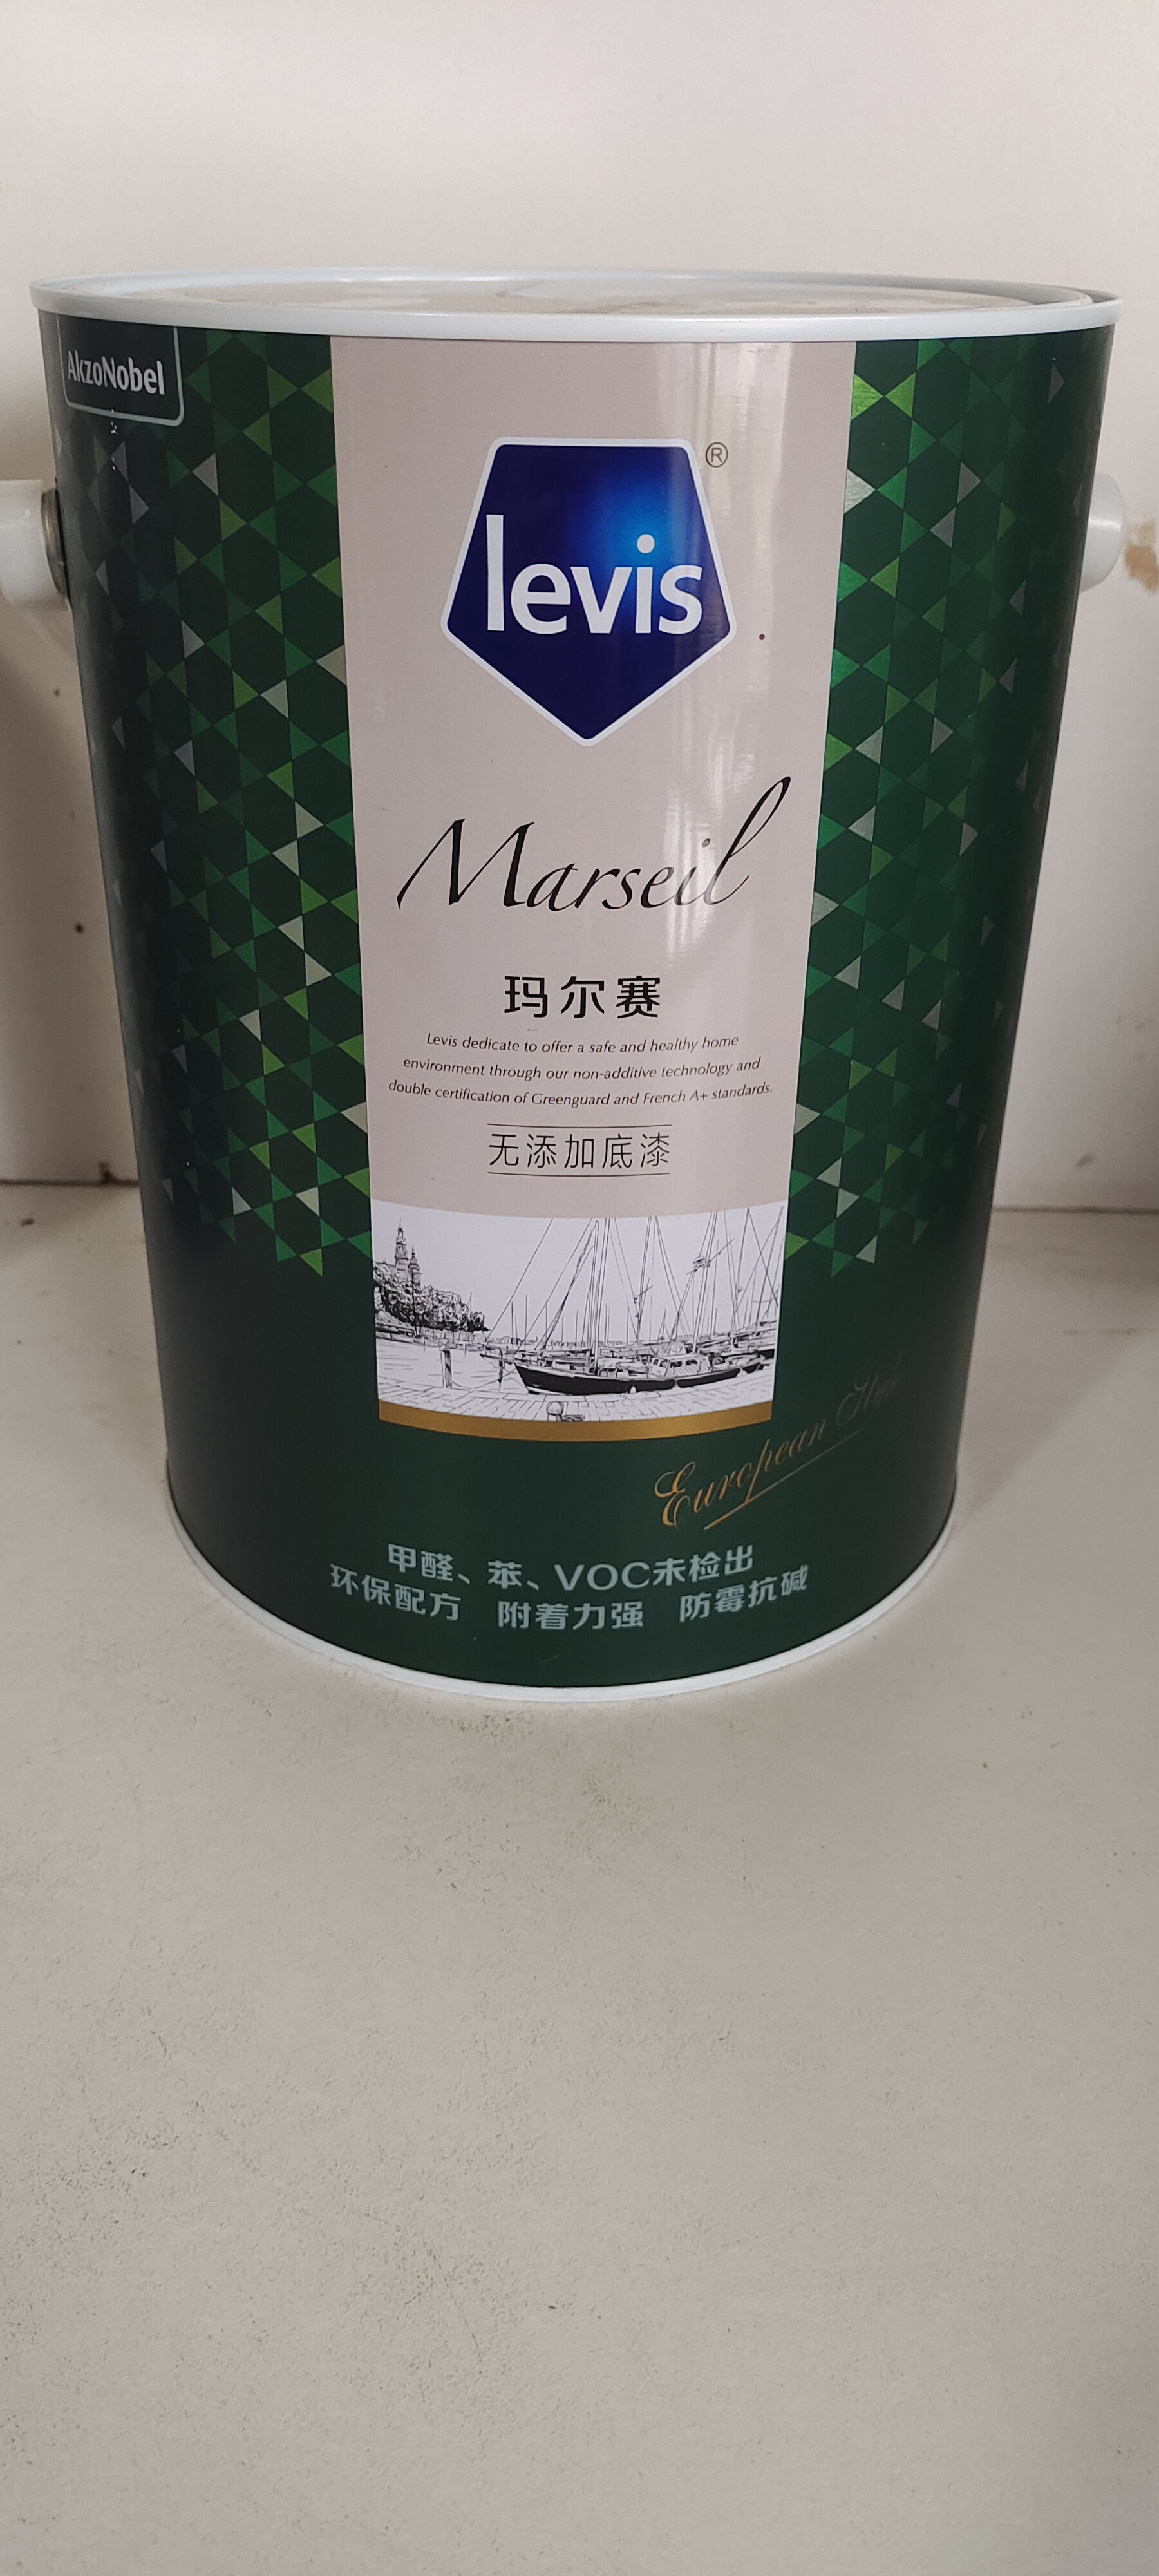 AkzoNobel
levis®
Marseil
玛尔赛
Levis dedicate to offer a safe and healthy home
environment through our non-additive technology and
double certification of Greenguard and French A+ standards.
无添加底漆
European Style
甲醛、苯、VOC未检出
环保配方 附着力强 防霉抗碱